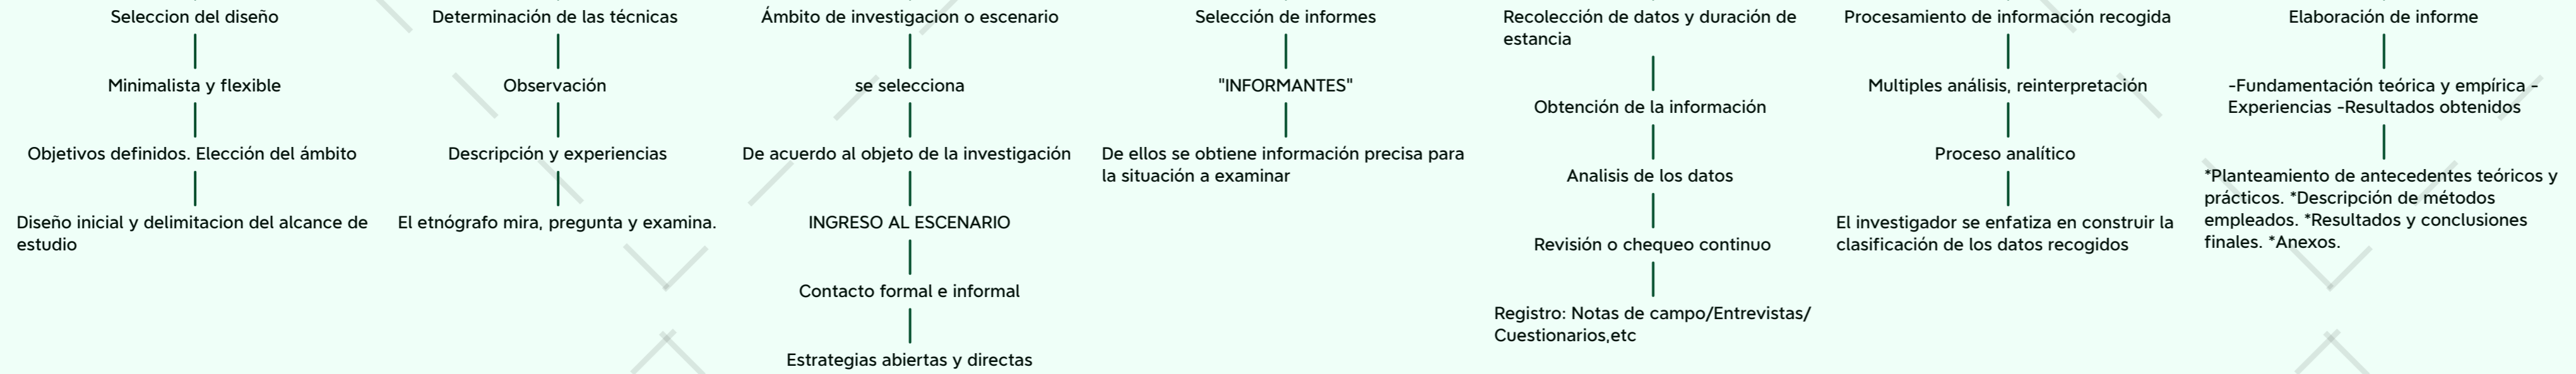 Seleccion del diseño
Minimalista y flexible
Objetivos definidos. Elección del ámbito
Diseño inicial y delimitacion del alcance de
estudio
Determinación de las técnicas
Observación
Descripción y experiencias
El etnógrafo mira, pregunta y examina.
Ámbito de investigacion o escenario
se selecciona
De acuerdo al objeto de la investigación
INGRESO AL ESCENARIO
Contacto formal e informal
Estrategias abiertas y directas
Selección de informes
"INFORMANTES"
De ellos se obtiene información precisa para
la situación a examinar
Recolección de datos y duración de
estancia
Obtención de la información
Analisis de los datos
Revisión o chequeo continuo
Registro: Notas de campo/Entrevistas/
Cuestionarios,etc
Procesamiento de información recogida
Multiples análisis, reinterpretación
Proceso analítico
El investigador se enfatiza en construir la
clasificación de los datos recogidos
Elaboración de informe
-Fundamentación teórica y empírica -
Experiencias -Resultados obtenidos
*Planteamiento de antecedentes teóricos y
prácticos. *Descripción de métodos
empleados. *Resultados y conclusiones
finales. *Anexos.